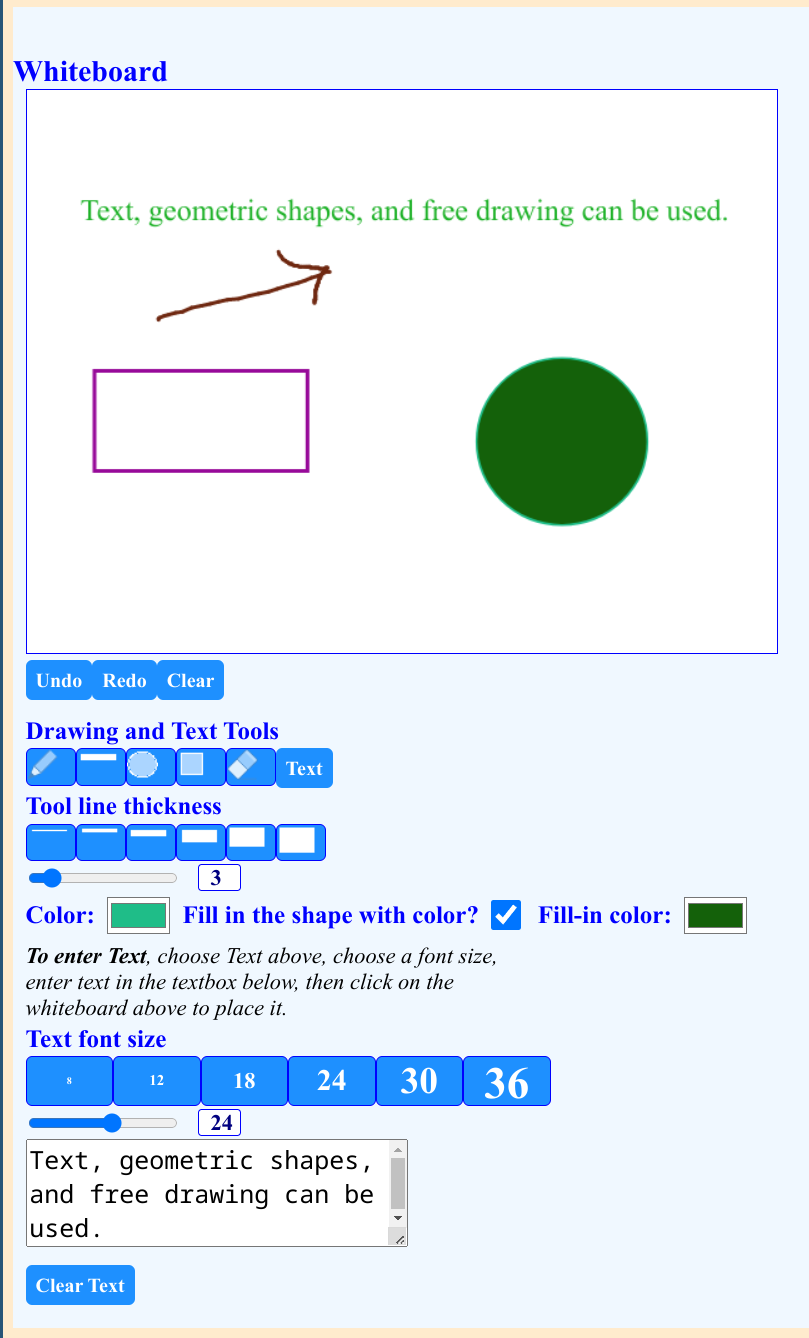 Whiteboard
Text, geometric shapes, and free drawing can be used.
Undo Redo Clear
Drawing and Text Tools
Text
Tool line thickness
3
Color: Fill in the shape with color? Fill-in color:
To enter Text, choose Text above, choose a font size,
enter text in the textbox below, then click on the
whiteboard above to place it.
Text font size
8 12 18 24 30 36
24
Text, geometric shapes,
and free drawing can be
used.
Clear Text